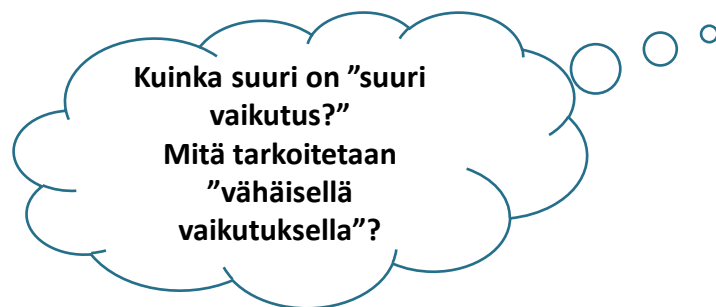 Kuinka suuri on ”suuri
vaikutus?”
Mitä tarkoitetaan
”vähäisellä
vaikutuksella”?